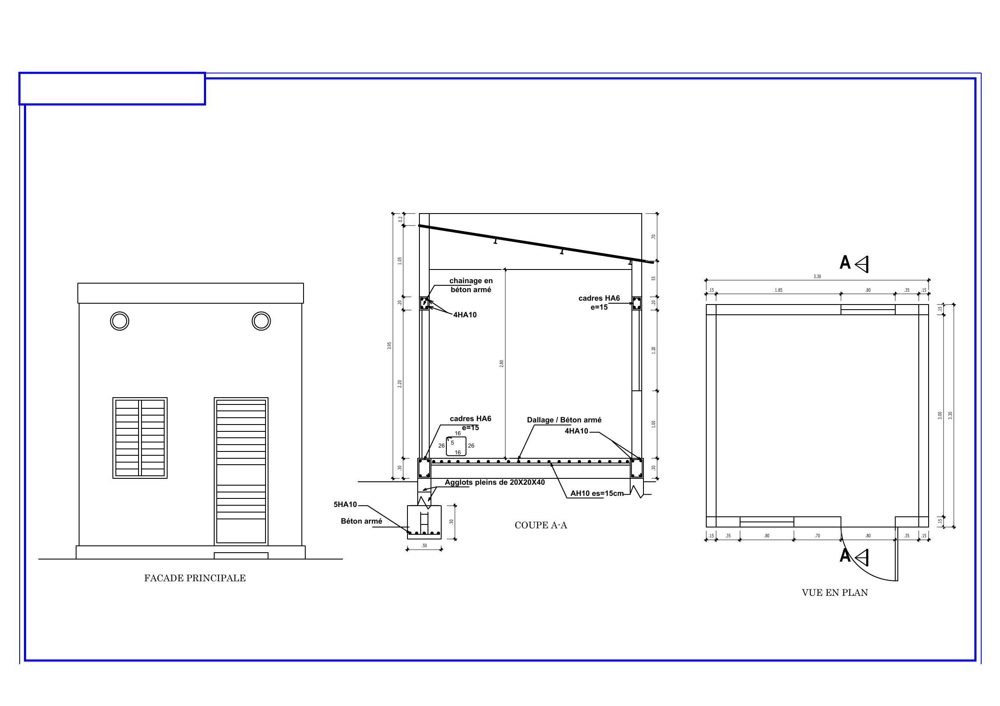 0.2
1.05
.20
3.95
2.20
.30
.70
55
.20
1.20
1.00
.30
2.80
chainage en
béton armé
4HA10
cadres HA6
e=15
cadres HA6
e=15
16
26
5
26
16
Dallage / Béton armé
4HA10
Agglots pleins de 20X20X40
AH10 es=15cm
5HA10
Béton armé
.50
.50
COUPE A-A
FACADE PRINCIPALE
A
3.30
.15
1.85
.80
.35
.15
.15
3.00
3.30
.15
.15
.35
.80
.70
.80
.35
.15
A
VUE EN PLAN